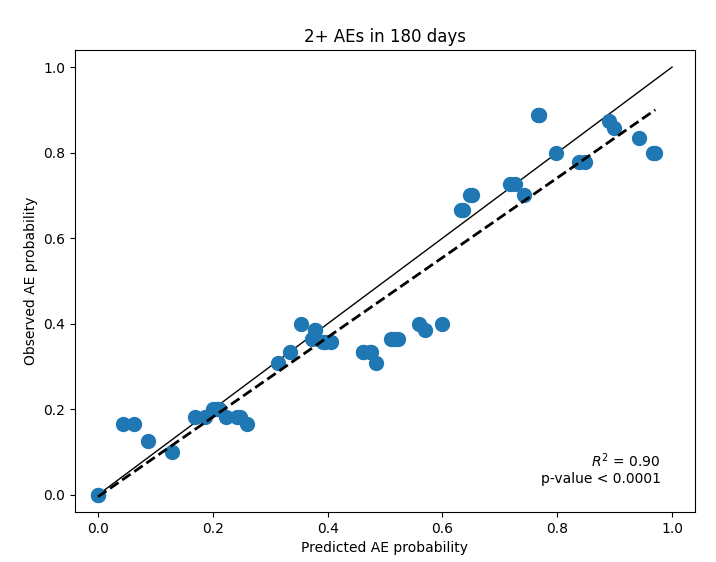 2+ AEs in 180 days
Observed AE probability
1.0
0.8
0.6
0.4
0.2
0.0
R² = 0.90
p-value < 0.0001
0.0 0.2 0.4 0.6 0.8 1.0
Predicted AE probability